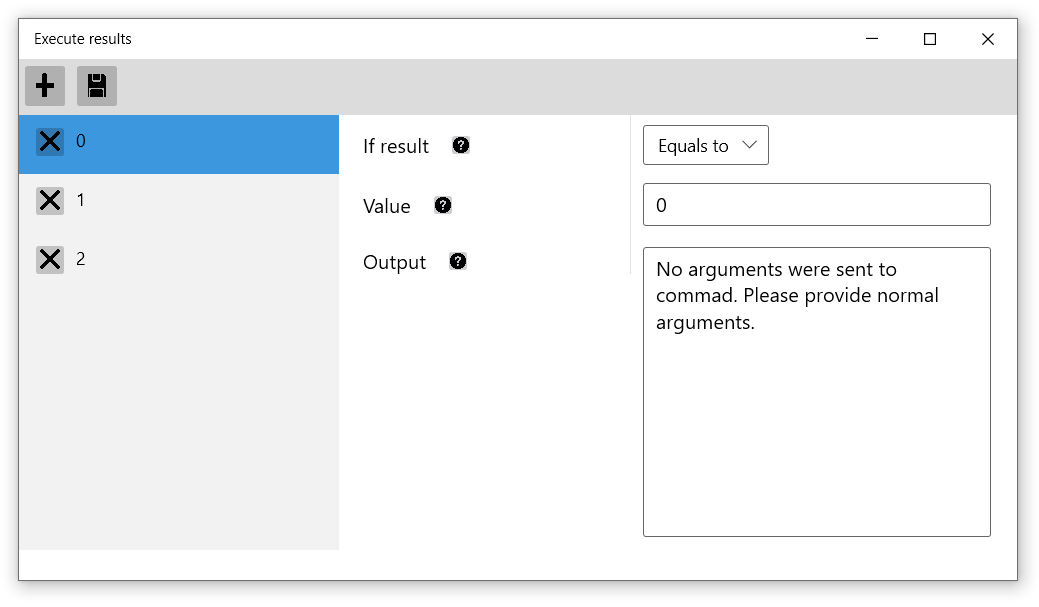 Execute results
0
1
2
If result ?
Equals to
Value ?
0
Output ?
No arguments were sent to
commad. Please provide normal
arguments.